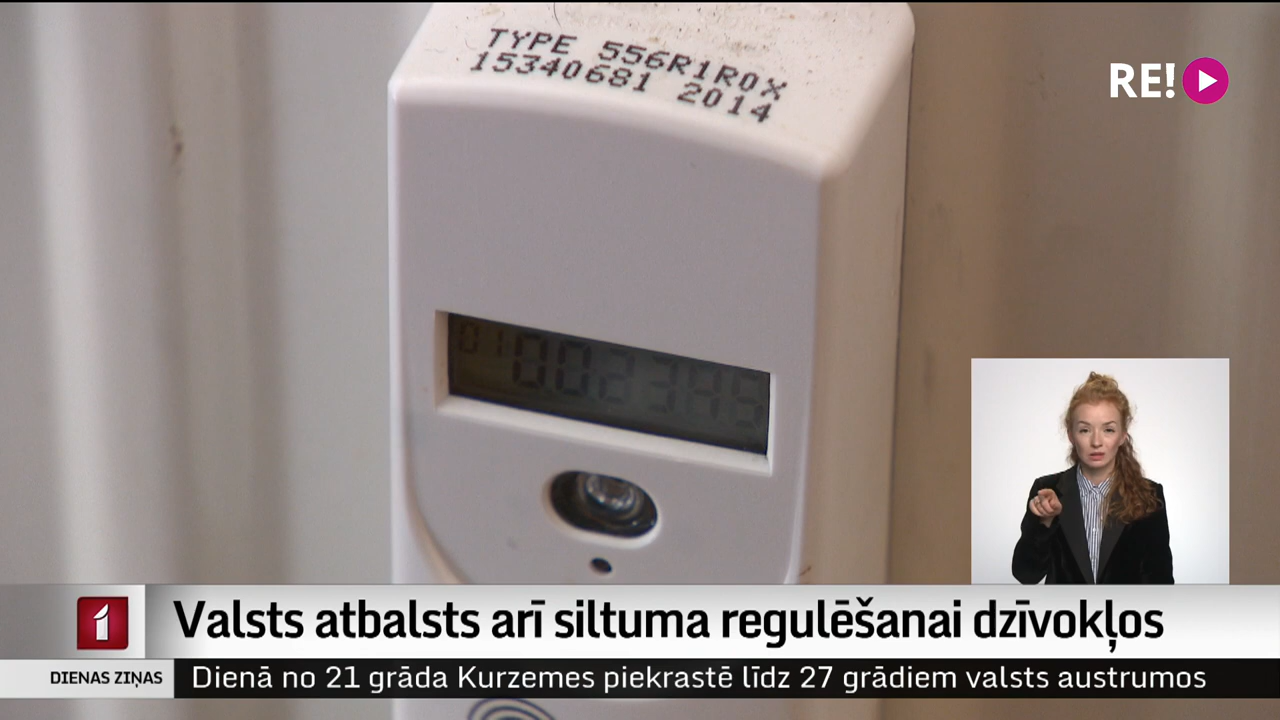 TYPE 556R1R0X
15340681 2014
RE!
1
Valsts atbalsts arī siltuma regulēšanai dzīvokļos
DIENAS ZIŅAS
Dienā no 21 grāda Kurzemes piekrastē līdz 27 grādiem valsts austrumos